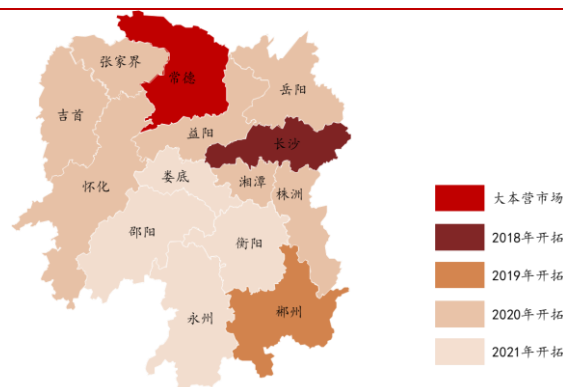 张家界
常德
岳阳
吉首
益阳
长沙
娄底
湘潭
株洲
怀化
邵阳
衡阳
永州
郴州
大本营市场
2018年开拓
2019年开拓
2020年开拓
2021年开拓